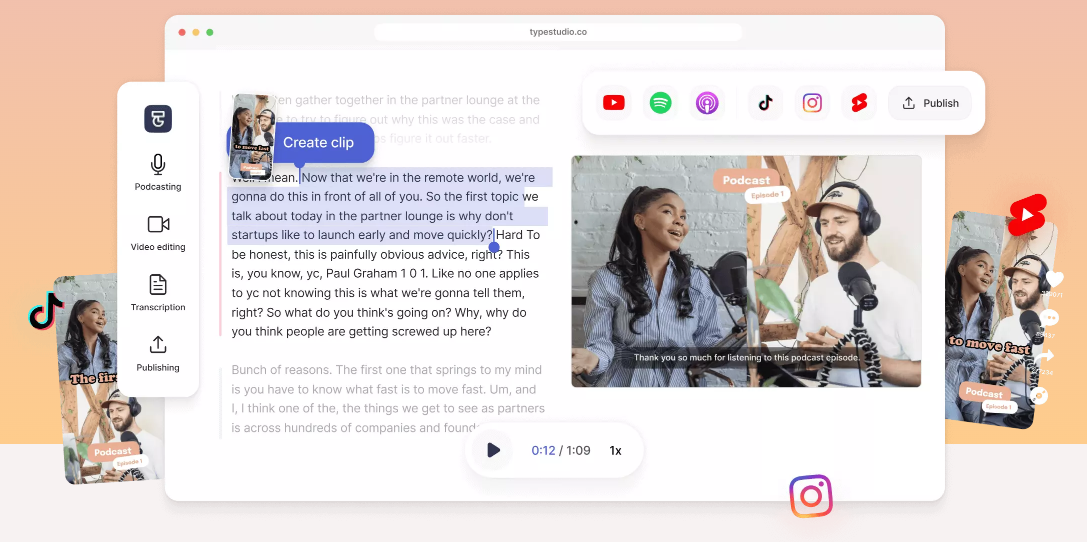 typestudio.co
Publish
Podcasting
Video editing
Transcription
Publishing
gather together in the partner lounge at the
to try to figure out why this was the case and
figure it out faster.
Create clip
to move fast
mean. Now that we're in the remote world, we're
gonna do this in front of all of you. So the first topic we
talk about today in the partner lounge is why don't
startups like to launch early and move quickly? Hard To
be honest, this is painfully obvious advice, right? This
is, you know, yc, Paul Graham 1 0 1. Like no one applies
to yc not knowing this is what we're gonna tell them,
right? So what do you think's going on? Why, why do
you think people are getting screwed up here?
Bunch of reasons. The first one that springs to my mind
is you have to know what fast is to move fast. Um, and
I, I think one of the, the things we get to see as partners
is across hundreds of companies and
Podcast
Episode 1
Thank you so much for listening to this podcast episode.
0:12 / 1:09
1x
The
Podcast
Episode 1
to move fast
Podcast
Episode 1